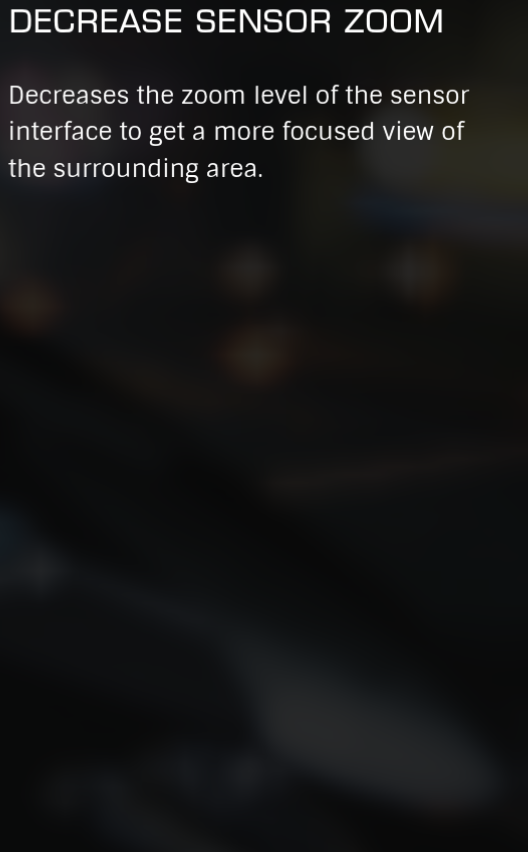 DECREASE SENSOR ZOOM
Decreases the zoom level of the sensor
interface to get a more focused view of
the surrounding area.